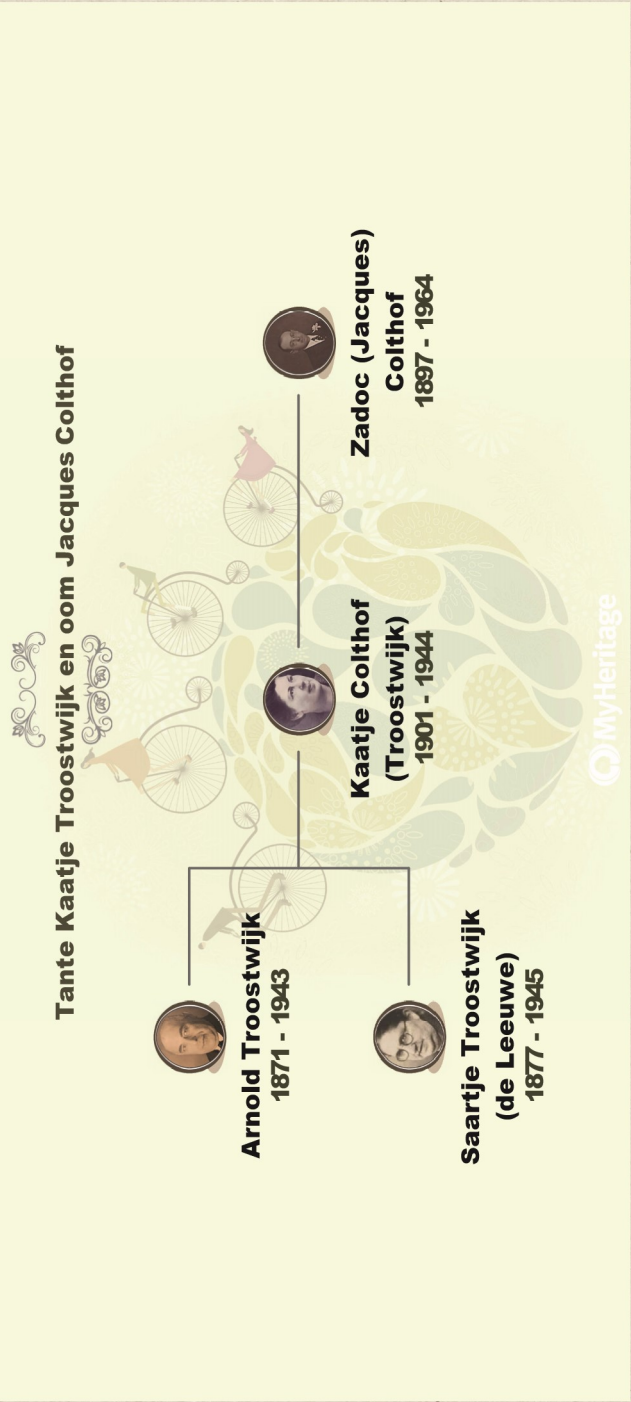 Tante Kaatje Troostwijk en oom Jacques Colthof
Arnold Troostwijk
1871 - 1943
Saartje Troostwijk
(de Leeuwe)
1877 - 1945
Kaatje Colthof
(Troostwijk)
1901 - 1944
Zadoc (Jacques)
Colthof
1897 - 1964
MyHeritage